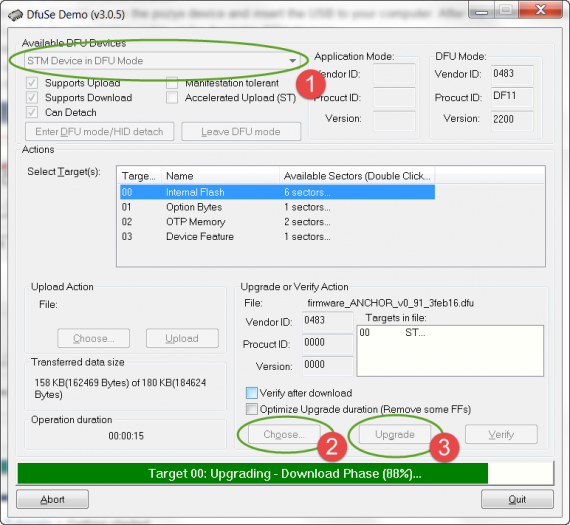 DfuSe Demo (v3.0.5)
the pozyx device and insert the USB to your computer. After
Available DFU Devices
STM Device in DFU Mode
1
Supports Upload
Manifestation tolerant
Supports Download
Accelerated Upload (ST)
Can Detach
Enter DFU mode/HID detach
Leave DFU mode
Application Mode:
Vendor ID:
Procuct ID:
Version:
DFU Mode:
Vendor ID: 0483
Procuct ID: DF11
Version: 2200
Actions
Select Target(s):
Targe... Name Available Sectors (Double Click...
00 Internal Flash 6 sectors...
01 Option Bytes 1 sectors...
02 OTP Memory 2 sectors...
03 Device Feature 1 sectors...
Upload Action
File:
Choose...
Upload
Transferred data size
158 KB(162469 Bytes) of 180 KB(184624
Bytes)
Operation duration
00:00:15
Upgrade or Verify Action
File: firmware_ANCHOR_v0_91_3feb16.dfu
Vendor ID: 0483
Procuct ID: 0000
Version: 0000
Targets in file:
00 ST...
Verify after download
Optimize Upgrade duration (Remove some FFs)
Choose...
2
Upgrade
3
Verify
Target 00: Upgrading - Download Phase (88%)...
Abort
Quit